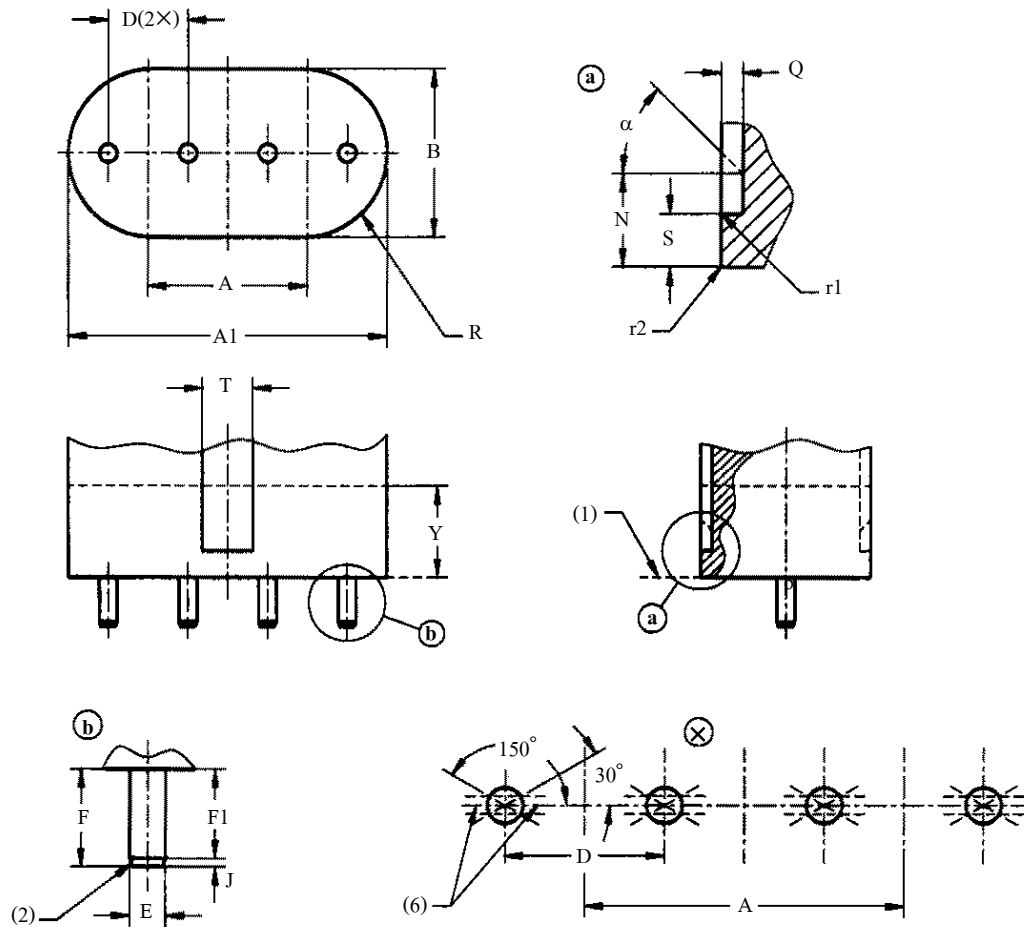 D(2×)
B
A
A1
R
a
Q
α
N
S
r1
r2
T
Y
b
(1)
a
b
F
F1
J
E
(2)
×
150°
30°
D
A
(6)